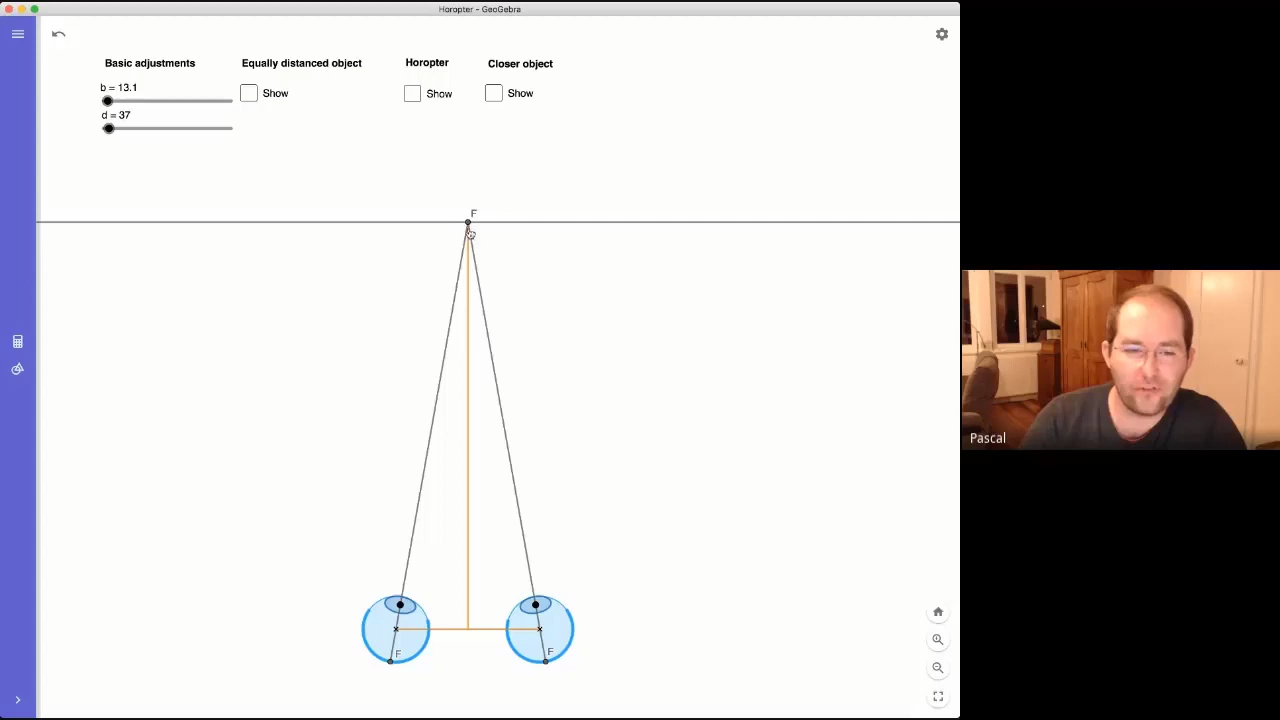 Horopter – GeoGebra
Basic adjustments
Equally distanced object
Horopter
Closer object
b = 13.1
Show
Show
Show
d = 37
F
F
F
Pascal